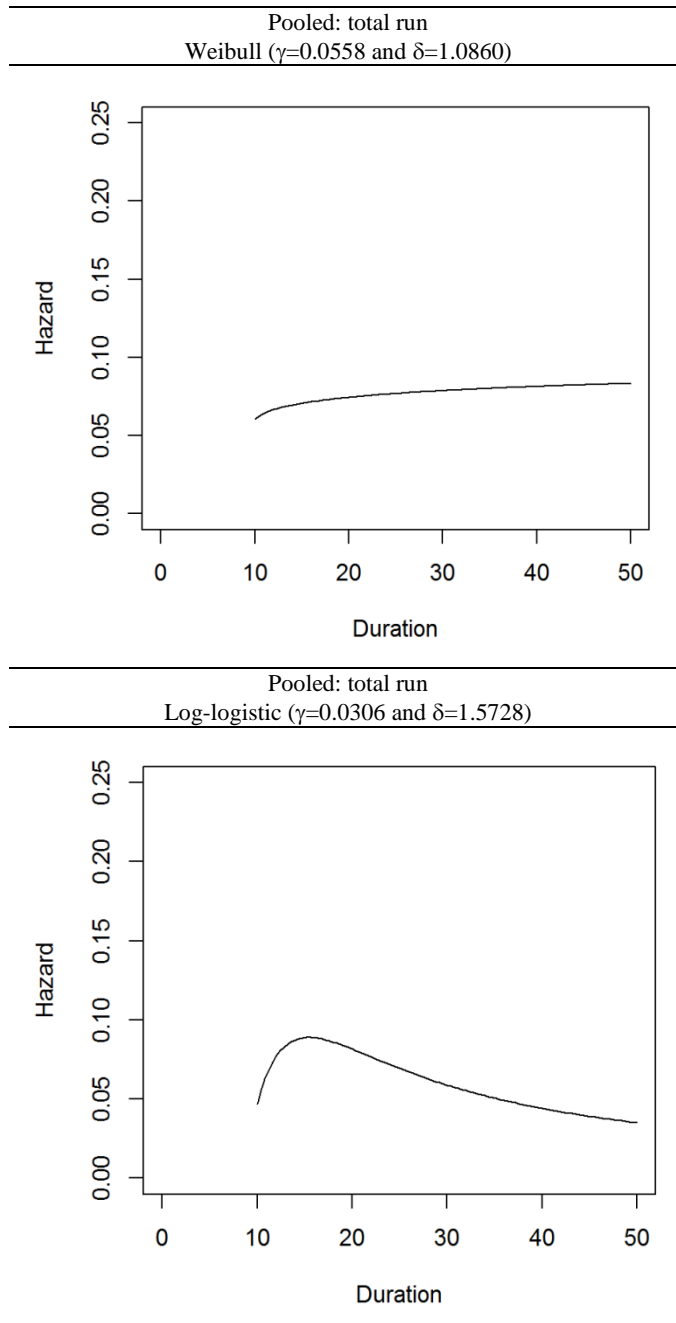 Pooled: total run
Weibull (γ=0.0558 and δ=1.0860)
0.25
0.20
0.15
0.10
0.05
0.00
Hazard
0 10 20 30 40 50
Duration
Pooled: total run
Log-logistic (γ=0.0306 and δ=1.5728)
0.25
0.20
0.15
0.10
0.05
0.00
Hazard
0 10 20 30 40 50
Duration